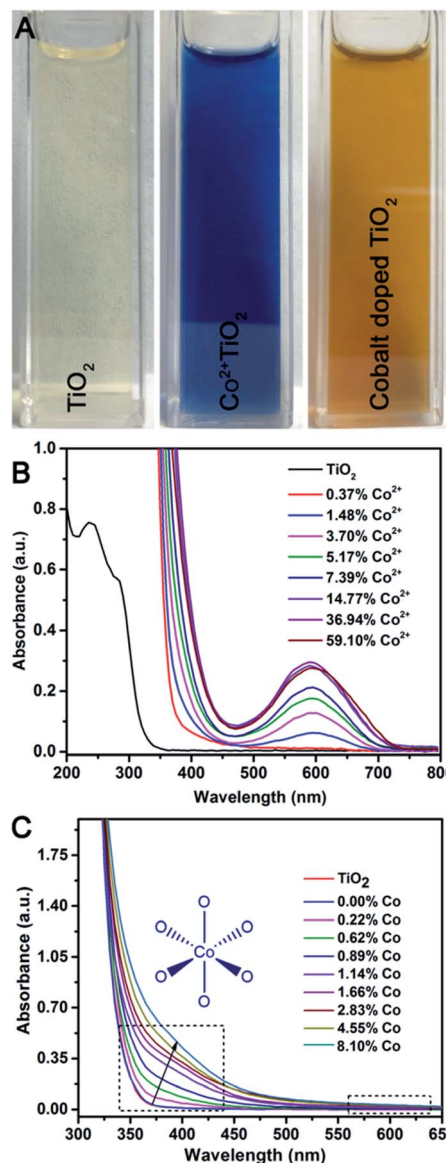 A
TiO2
Co2+TiO2
Cobalt doped TiO2
B
1.0
0.8
0.6
0.4
0.2
0.0
Absorbance (a.u.)
TiO2
0.37% Co2+
1.48% Co2+
3.70% Co2+
5.17% Co2+
7.39% Co2+
14.77% Co2+
36.94% Co2+
59.10% Co2+
200 300 400 500 600 700 800
Wavelength (nm)
C
1.75
1.05
0.70
0.35
0.00
Absorbance (a.u.)
O
O O
Co
O O
O
TiO2
0.00% Co
0.22% Co
0.62% Co
0.89% Co
1.14% Co
1.66% Co
2.83% Co
4.55% Co
8.10% Co
300 350 400 450 500 550 600 650
Wavelength (nm)